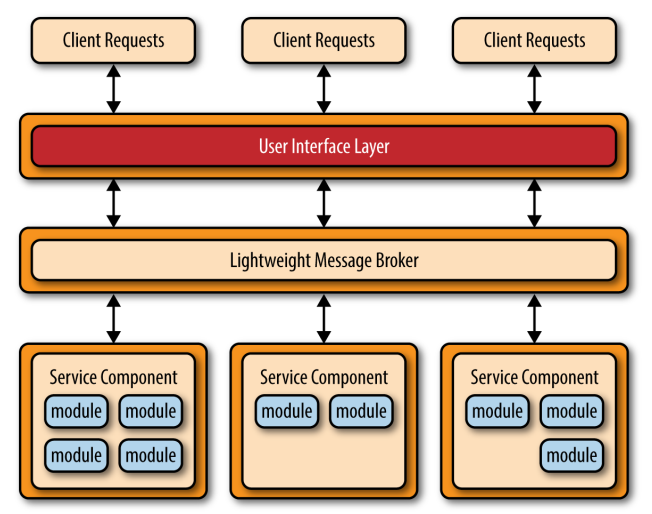 Client Requests
Client Requests
Client Requests
User Interface Layer
Lightweight Message Broker
Service Component
module
module
module
module
Service Component
module
module
Service Component
module
module
module